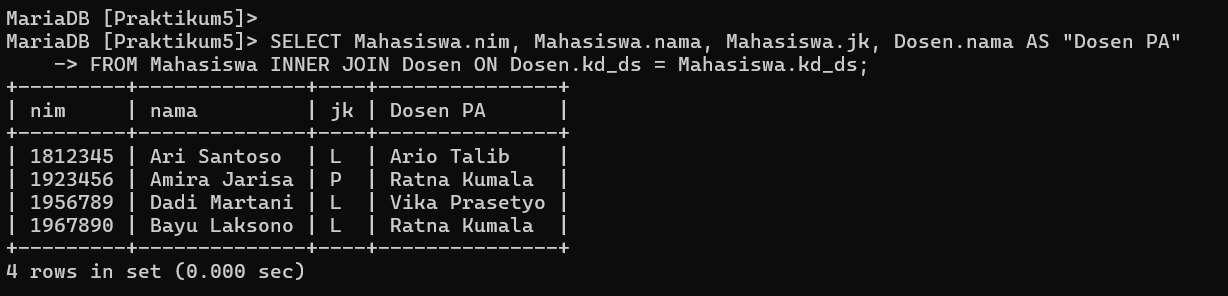 MariaDB [Praktikum5]>
MariaDB [Praktikum5]> SELECT Mahasiswa.nim, Mahasiswa.nama, Mahasiswa.jk, Dosen.nama AS "Dosen PA"
    -> FROM Mahasiswa INNER JOIN Dosen ON Dosen.kd_ds = Mahasiswa.kd_ds;
+---------+--------------+----+---------------+
| nim     | nama         | jk | Dosen PA      |
+---------+--------------+----+---------------+
| 1812345 | Ari Santoso  | L  | Ario Talib    |
| 1923456 | Amira Jarisa | P  | Ratna Kumala  |
| 1956789 | Dadi Martani | L  | Vika Prasetyo |
| 1967890 | Bayu Laksono | L  | Ratna Kumala  |
+---------+--------------+----+---------------+
4 rows in set (0.000 sec)